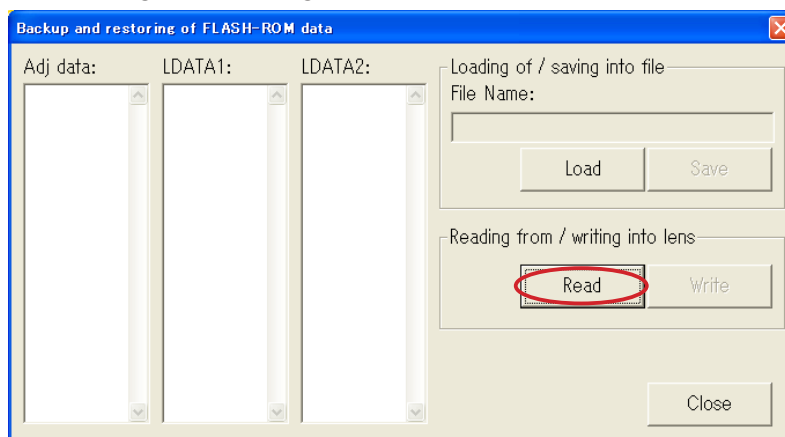 Backup and restoring of FLASH-ROM data
Adj data:
LDATA1:
LDATA2:
Loading of / saving into file
File Name:
Load
Save
Reading from / writing into lens
Read
Write
Close